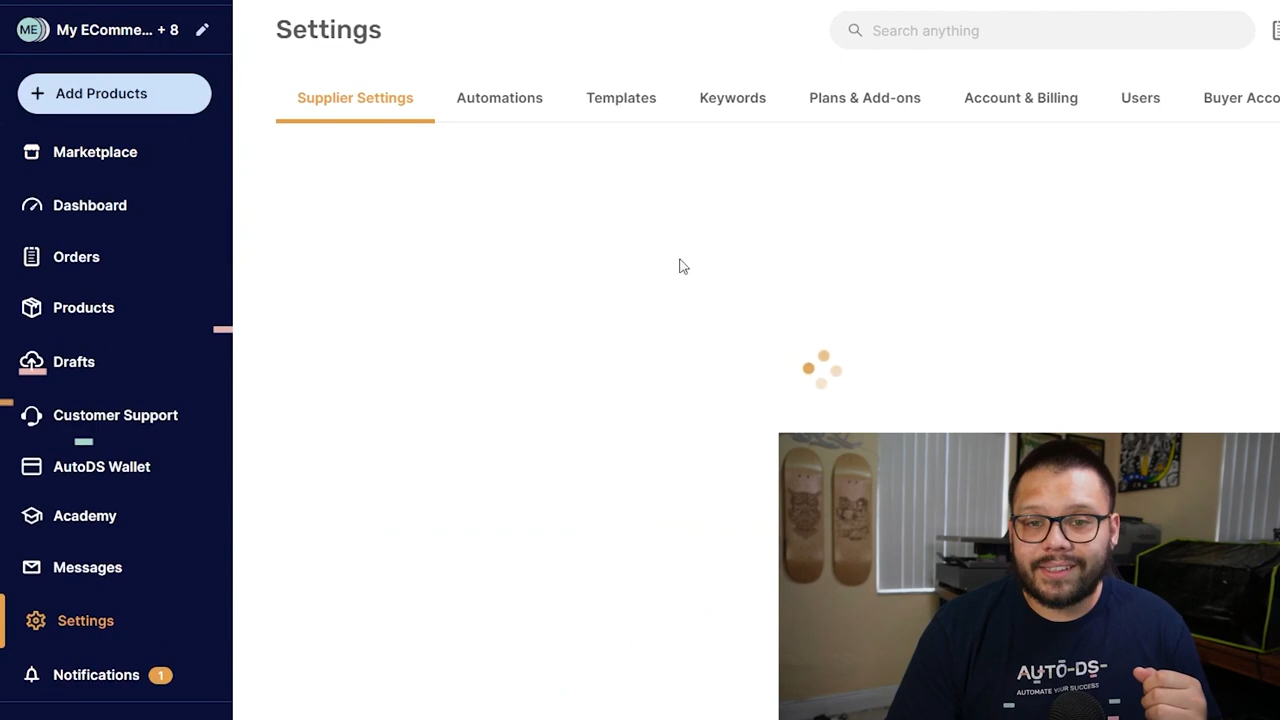 ME My EComme... + 8
Settings
Search anything
Add Products
Supplier Settings
Automations
Templates
Keywords
Plans & Add-ons
Account & Billing
Users
Buyer Acco
Marketplace
Dashboard
Orders
Products
Drafts
Customer Support
AutoDS Wallet
Academy
Messages
Settings
Notifications 1
AUTO-DS-
AUTOMATE YOUR SUCCESS